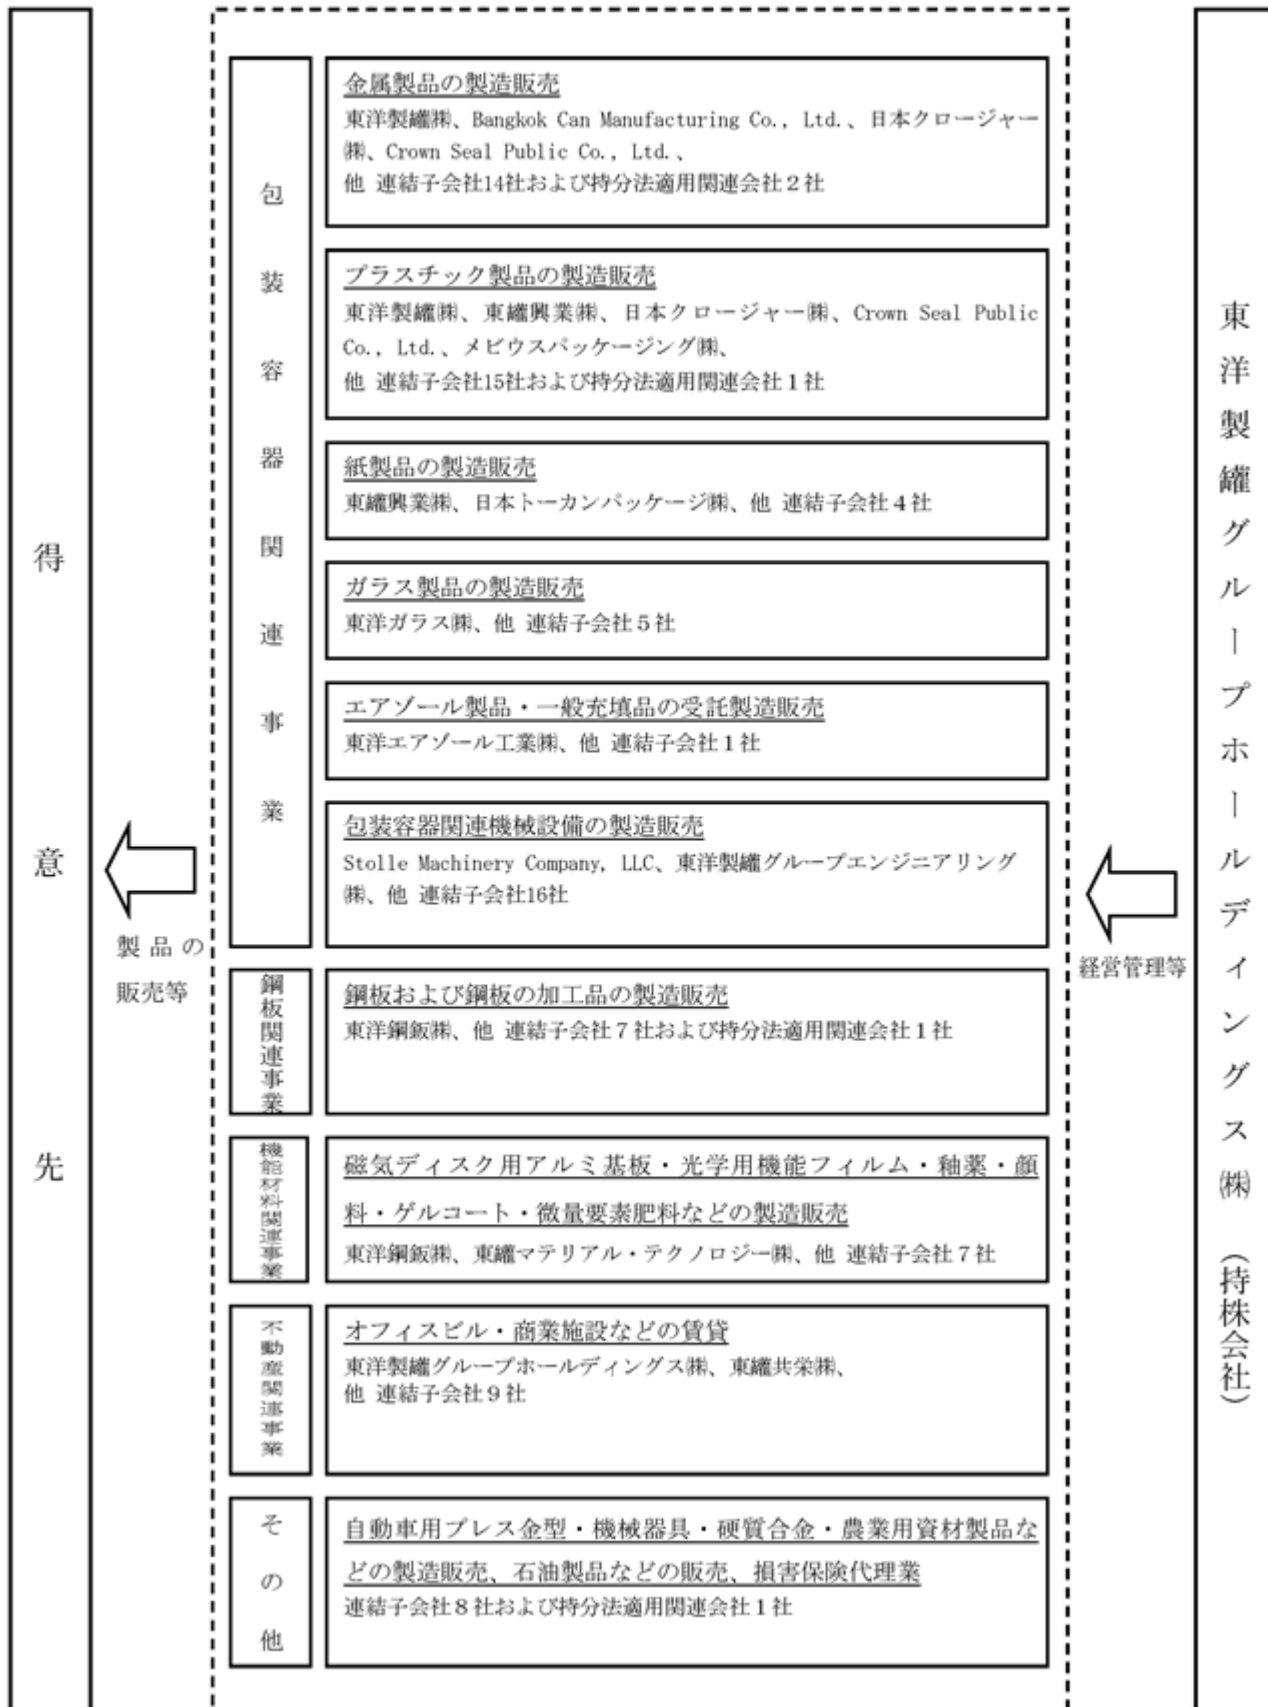 得意先
製品の
販売等
包装容器関連事業
金属製品の製造販売
東洋製罐㈱、Bangkok Can Manufacturing Co., Ltd.、日本クロージャー
㈱、Crown Seal Public Co., Ltd.、
他 連結子会社14社および持分法適用関連会社２社
プラスチック製品の製造販売
東洋製罐㈱、東罐興業㈱、日本クロージャー㈱、Crown Seal Public
Co., Ltd.、メビウスパッケージング㈱、
他 連結子会社15社および持分法適用関連会社１社
紙製品の製造販売
東罐興業㈱、日本トーカンパッケージ㈱、他 連結子会社４社
ガラス製品の製造販売
東洋ガラス㈱、他 連結子会社５社
エアゾール製品・一般充填品の受託製造販売
東洋エアゾール工業㈱、他 連結子会社１社
包装容器関連機械設備の製造販売
Stolle Machinery Company, LLC、東洋製罐グループエンジニアリング
㈱、他 連結子会社16社
鋼板関連事業
鋼板および鋼板の加工品の製造販売
東洋鋼鈑㈱、他 連結子会社７社および持分法適用関連会社１社
機能材料関連事業
磁気ディスク用アルミ基板・光学用機能フィルム・釉薬・顔
料・ゲルコート・微量要素肥料などの製造販売
東洋鋼鈑㈱、東罐マテリアル・テクノロジー㈱、他 連結子会社７社
不動産関連事業
オフィスビル・商業施設などの賃貸
東洋製罐グループホールディングス㈱、東罐共栄㈱、
他 連結子会社９社
その他
自動車用プレス金型・機械器具・硬質合金・農業用資材製品な
どの製造販売、石油製品などの販売、損害保険代理業
連結子会社８社および持分法適用関連会社１社
経営管理等
東洋製罐グループホールディングス㈱（持株会社）